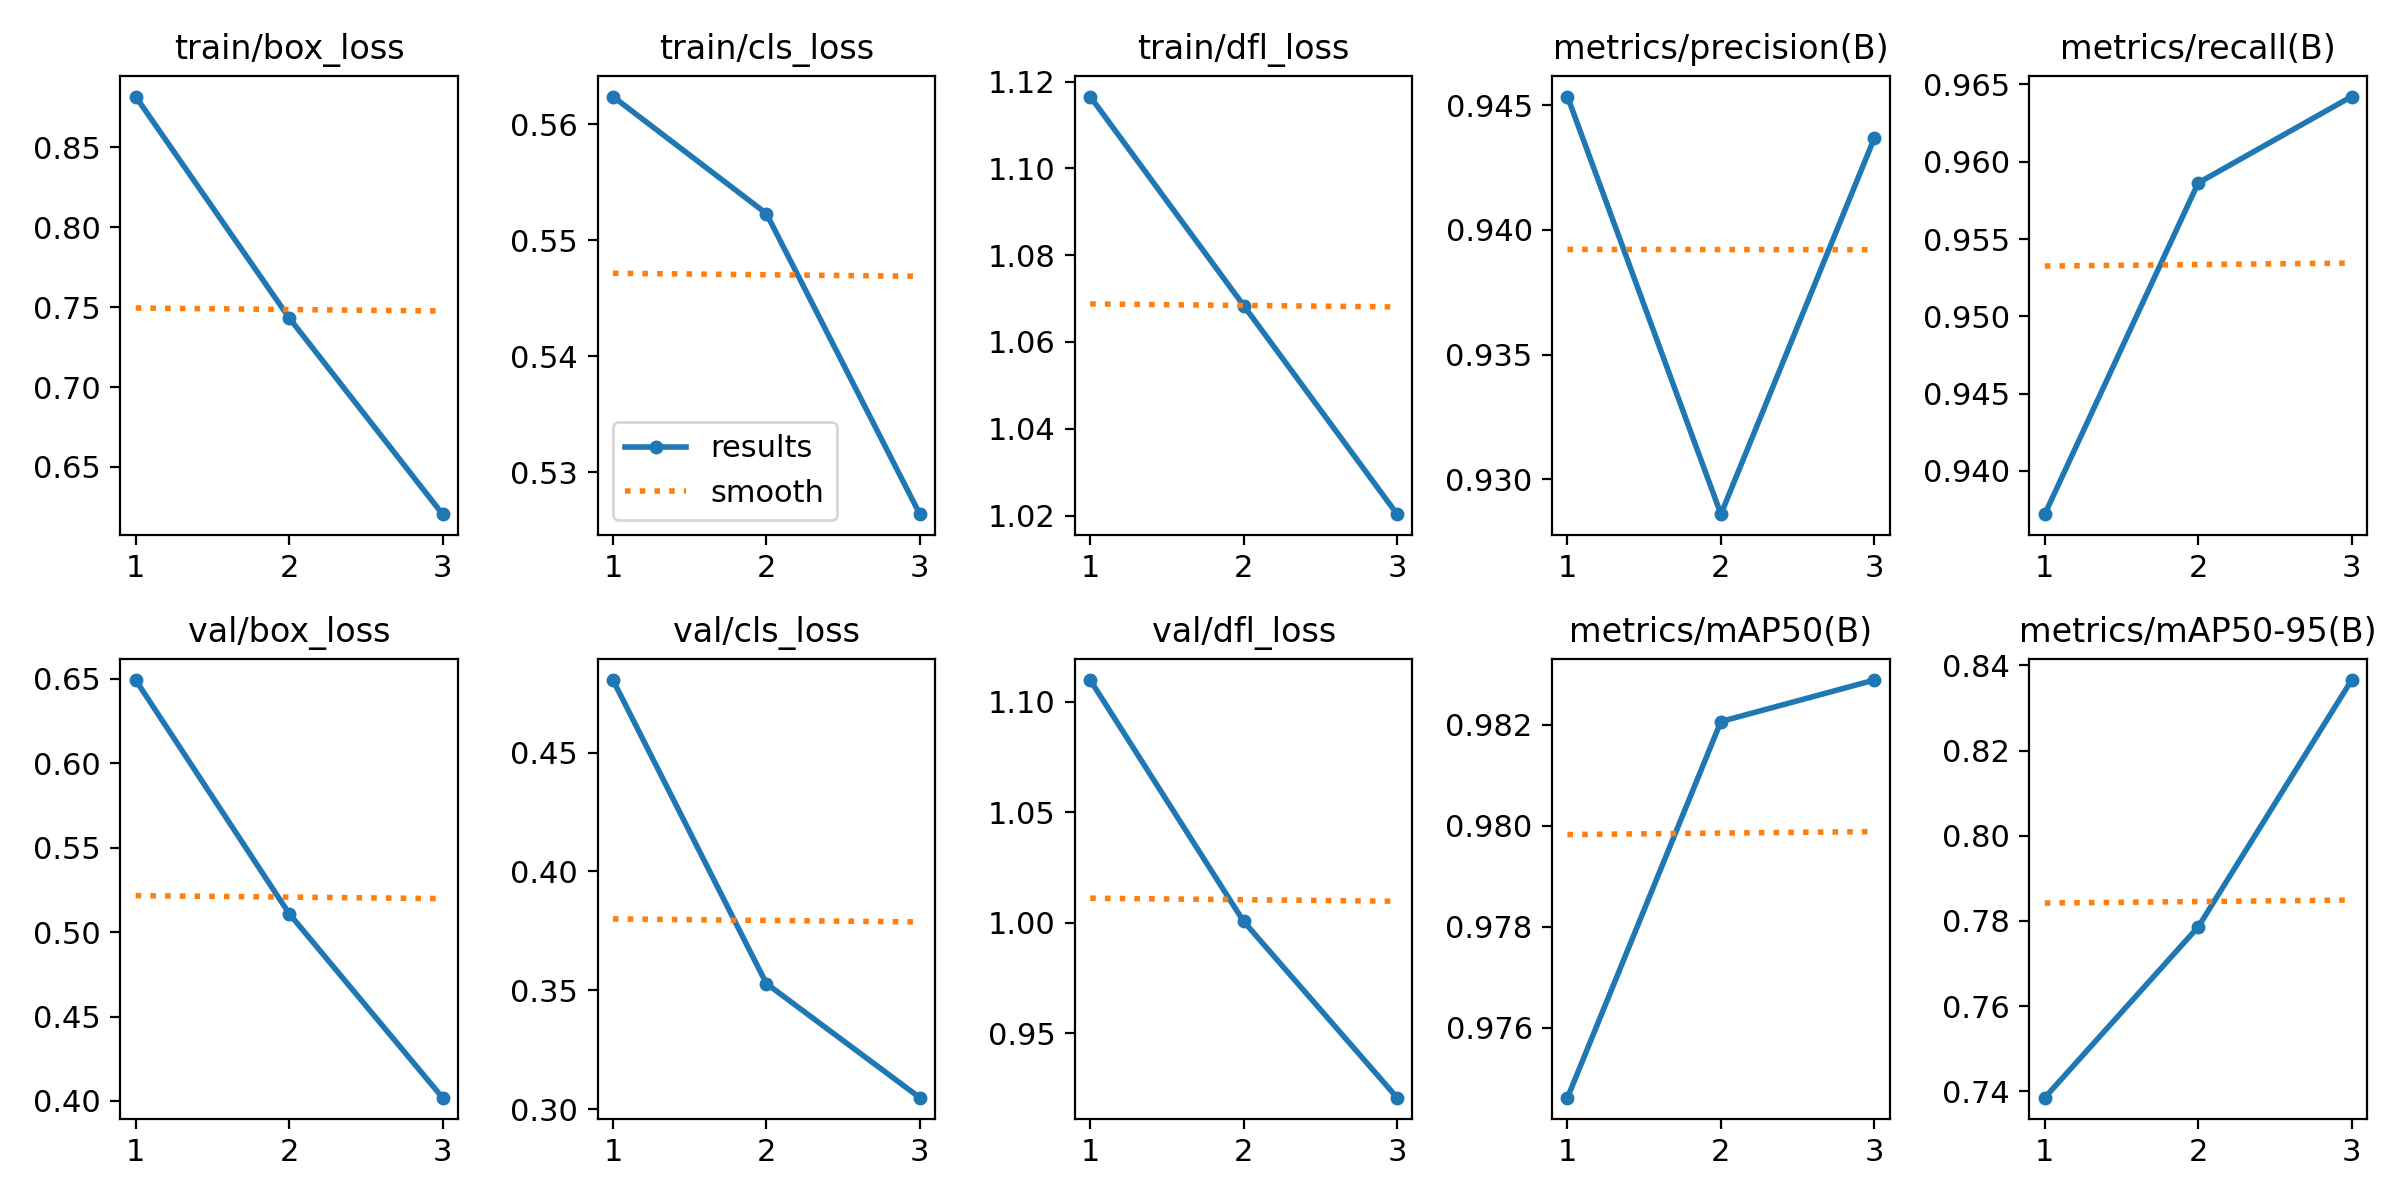 train/box_loss
0.85
0.80
0.75
0.70
0.65
1 2 3
train/cls_loss
0.56
0.55
0.54
0.53
results
smooth
1 2 3
train/dfl_loss
1.12
1.10
1.08
1.06
1.04
1.02
1 2 3
metrics/precision(B)
0.945
0.940
0.935
0.930
1 2 3
metrics/recall(B)
0.965
0.960
0.955
0.950
0.945
0.940
1 2 3
val/box_loss
0.65
0.60
0.55
0.50
0.45
0.40
1 2 3
val/cls_loss
0.45
0.40
0.35
0.30
1 2 3
val/dfl_loss
1.10
1.05
1.00
0.95
1 2 3
metrics/mAP50(B)
0.982
0.980
0.978
0.976
1 2 3
metrics/mAP50-95(B)
0.84
0.82
0.80
0.78
0.76
0.74
1 2 3